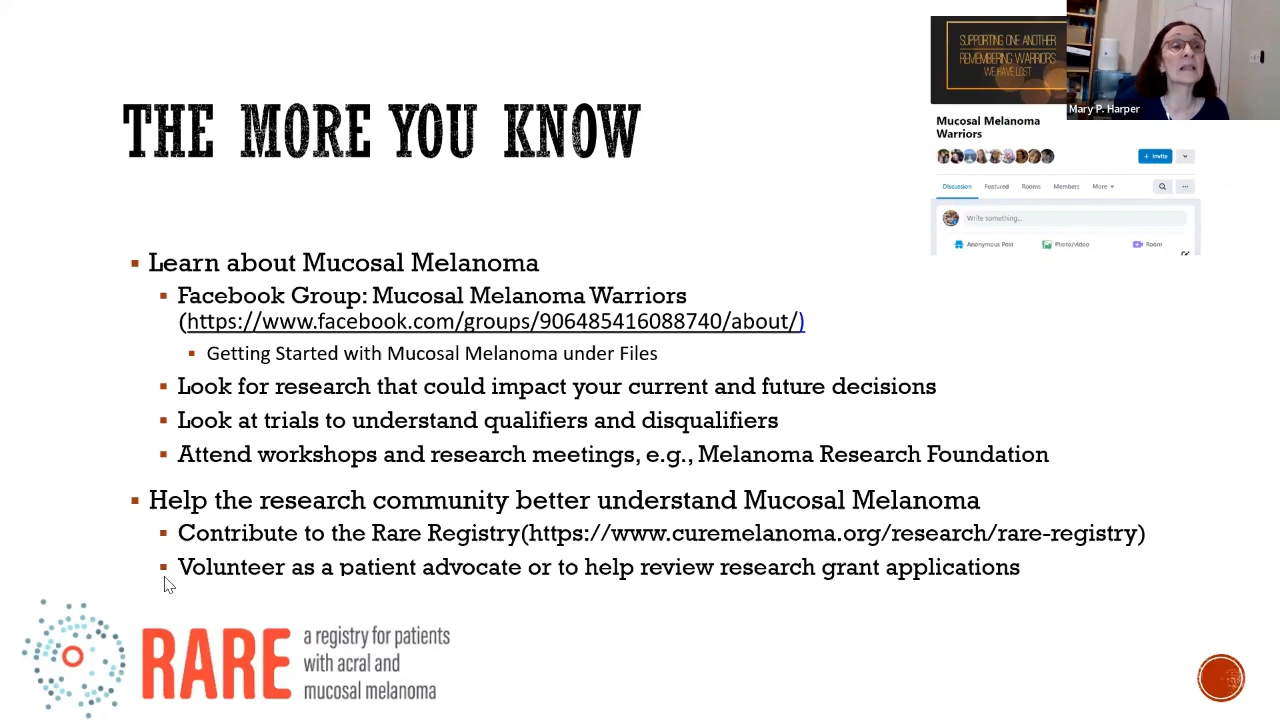 THE MORE YOU KNOW
SUPPORTING ONE ANOTHER
REMEMBERING WARRIORS
WE HAVE LOST
Mary P. Harper
Mucosal Melanoma
Warriors
+ Invite
Discussion Featured Rooms Members More
Write something...
Anonymous Post Photo/video Room
Learn about Mucosal Melanoma
Facebook Group: Mucosal Melanoma Warriors
(https://www.facebook.com/groups/906485416088740/about/)
Getting Started with Mucosal Melanoma under Files
Look for research that could impact your current and future decisions
Look at trials to understand qualifiers and disqualifiers
Attend workshops and research meetings, e.g., Melanoma Research Foundation
Help the research community better understand Mucosal Melanoma
Contribute to the Rare Registry(https://www.curemelanoma.org/research/rare-registry)
Volunteer as a patient advocate or to help review research grant applications
RARE
a registry for patients
with acral and
mucosal melanoma